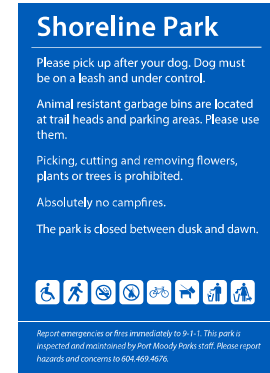 Shoreline Park
Please pick up after your dog. Dog must
be on a leash and under control.
Animal resistant garbage bins are located
at trail heads and parking areas. Please use
them.
Picking, cutting and removing flowers,
plants or trees is prohibited.
Absolutely no campfires.
The park is closed between dusk and dawn.
Report emergencies or fires immediately to 9-1-1. This park is
inspected and maintained by Port Moody Parks staff. Please report
hazards and concerns to 604.469.4676.